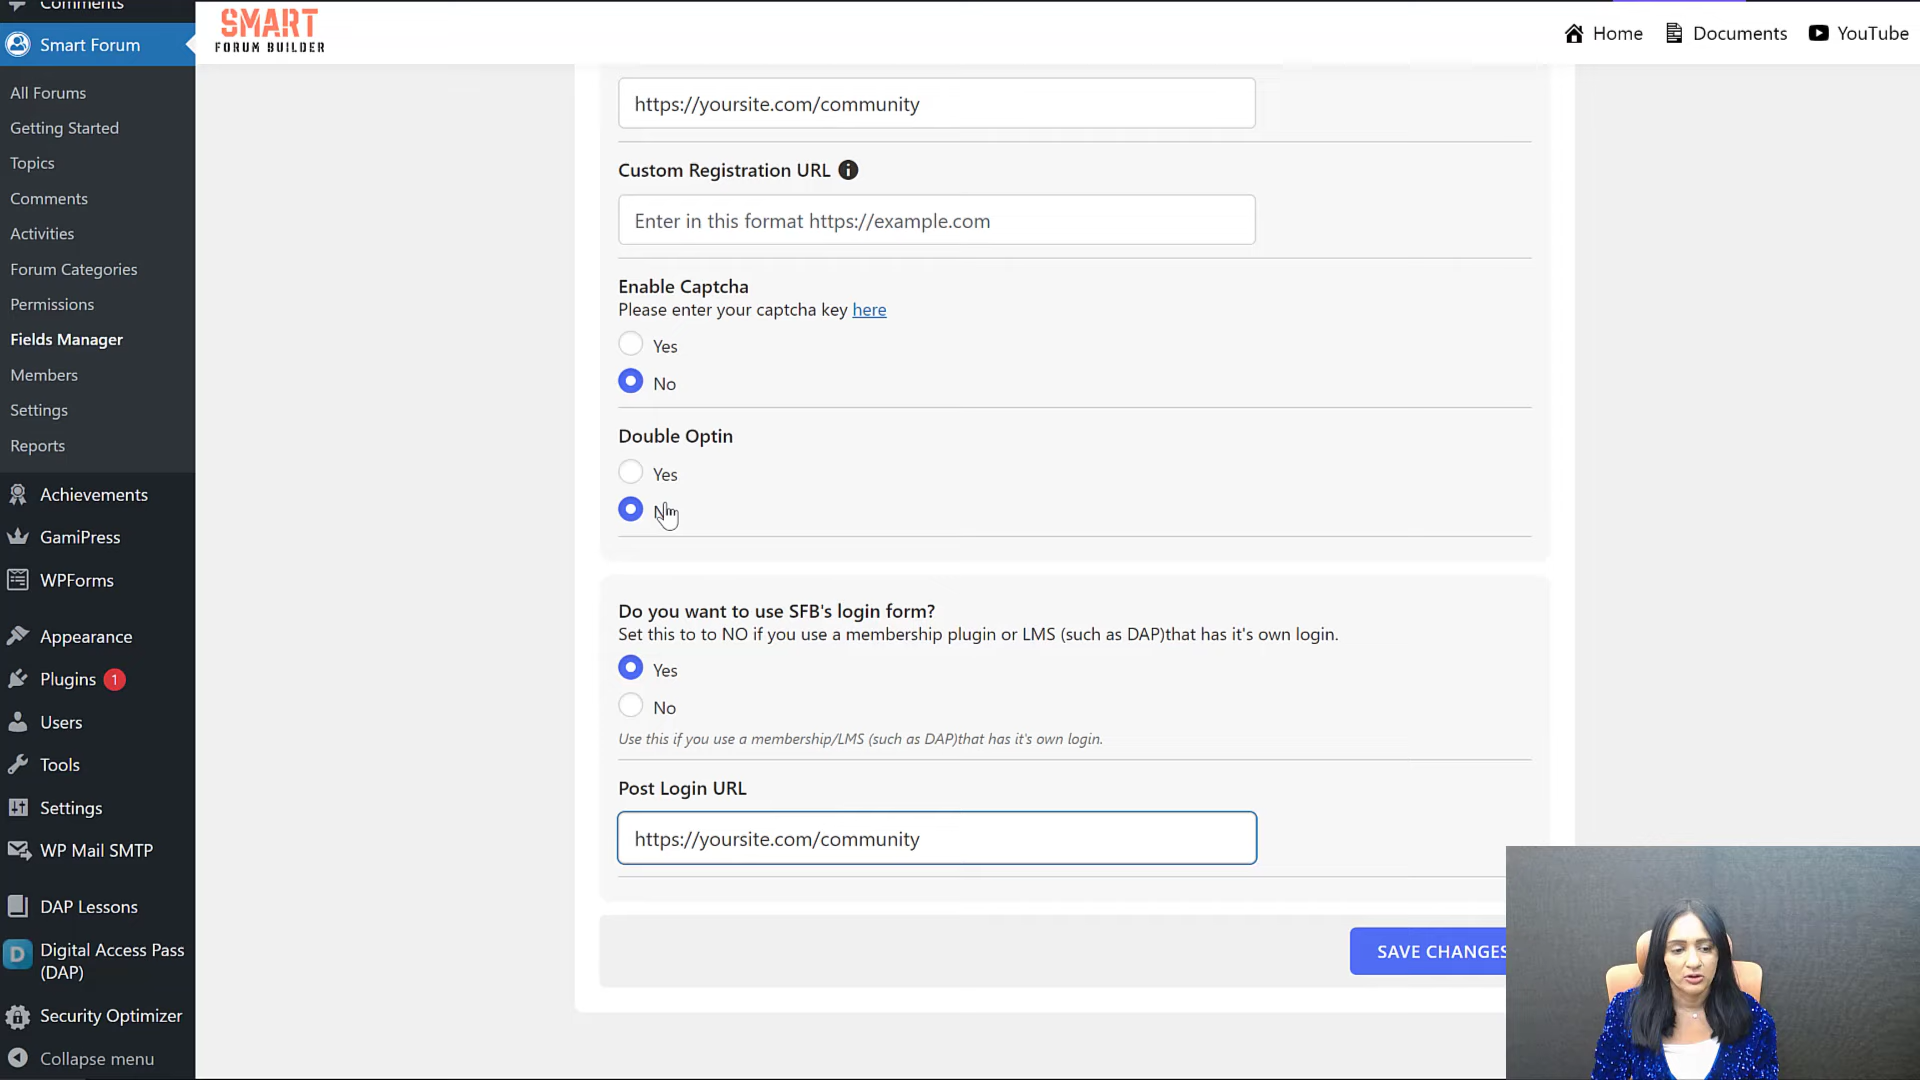 Comments
Smart Forum
SMART
FORUM BUILDER
Home
Documents
YouTube
All Forums
Getting Started
Topics
Comments
Activities
Forum Categories
Permissions
Fields Manager
Members
Settings
Reports
Achievements
GamiPress
WPForms
Appearance
Plugins 1
Users
Tools
Settings
WP Mail SMTP
DAP Lessons
D
Digital Access Pass
(DAP)
Security Optimizer
Collapse menu
https://yoursite.com/community
Custom Registration URL
Enter in this format https://example.com
Enable Captcha
Please enter your captcha key here
Yes
No
Double Optin
Yes
Do you want to use SFB's login form?
Set this to to NO if you use a membership plugin or LMS (such as DAP)that has it's own login.
Yes
No
Use this if you use a membership/LMS (such as DAP)that has it's own login.
Post Login URL
https://yoursite.com/community
SAVE CHANGES